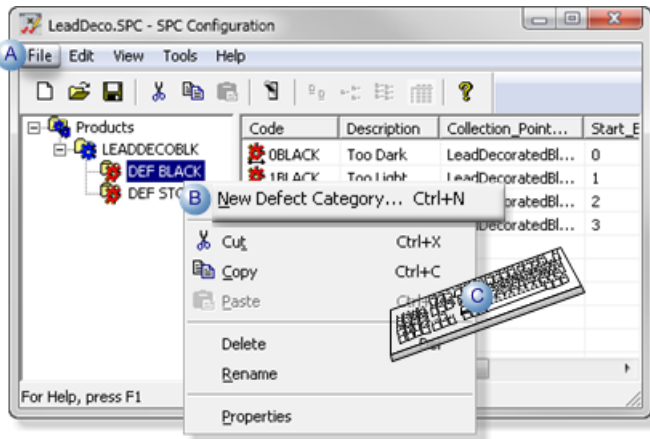 LeadDeco.SPC - SPC Configuration
A File Edit View Tools Help
Products
LEADDECOBLK
DEF BLACK
Code Description Collection_Point... Start_E
0BLACK Too Dark LeadDecoratedBl... 0
1BLACK Too Light LeadDecoratedBl... 1
2
3
B New Defect Category... Ctrl+N
Cut Ctrl+X
Copy Ctrl+C
Paste
C
Delete
Rename
Properties
For Help, press F1